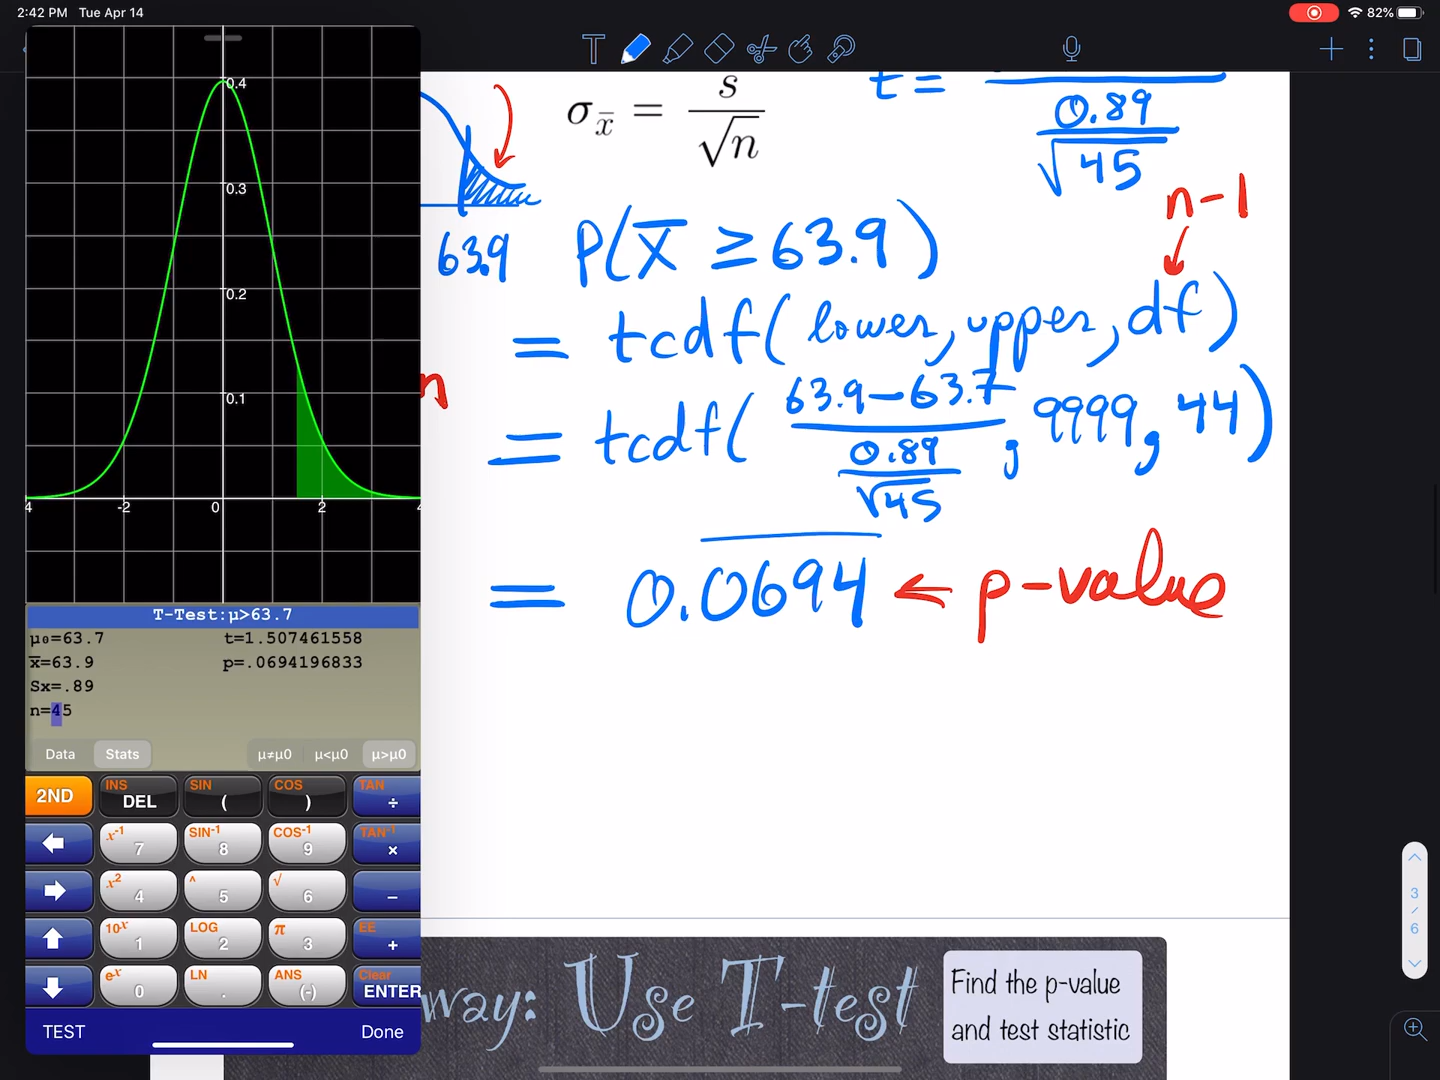 2:42 PM Tue Apr 14
82%
0.4
0.3
0.2
0.1
4 -2 0 2 4
T-Test:μ>63.7
μ₀=63.7 t=1.507461558
x̄=63.9 p=.0694196833
Sx=.89
n=45
Data Stats μ≠μ0 μ<μ0 μ>μ0
2ND INS DEL SIN ( COS ) TAN ÷
x⁻¹ 7 SIN⁻¹ 8 COS⁻¹ 9 TAN⁻¹ ×
x² 4 ^ 5 √ 6 −
10ˣ 1 LOG 2 π 3 EE +
eˣ 0 LN . ANS (-) Clear ENTER
TEST Done
T
σx̄ = s / √n
t = 0.89 / √45
n-1
63.9
P(x̄ ≥ 63.9)
= tcdf(lower, upper, df)
n
= tcdf( 63.9-63.7 / 0.89 / √45 , 9999, 44)
= 0.0694 ← p-value
way: Use T-test
Find the p-value
and test statistic
3 / 6